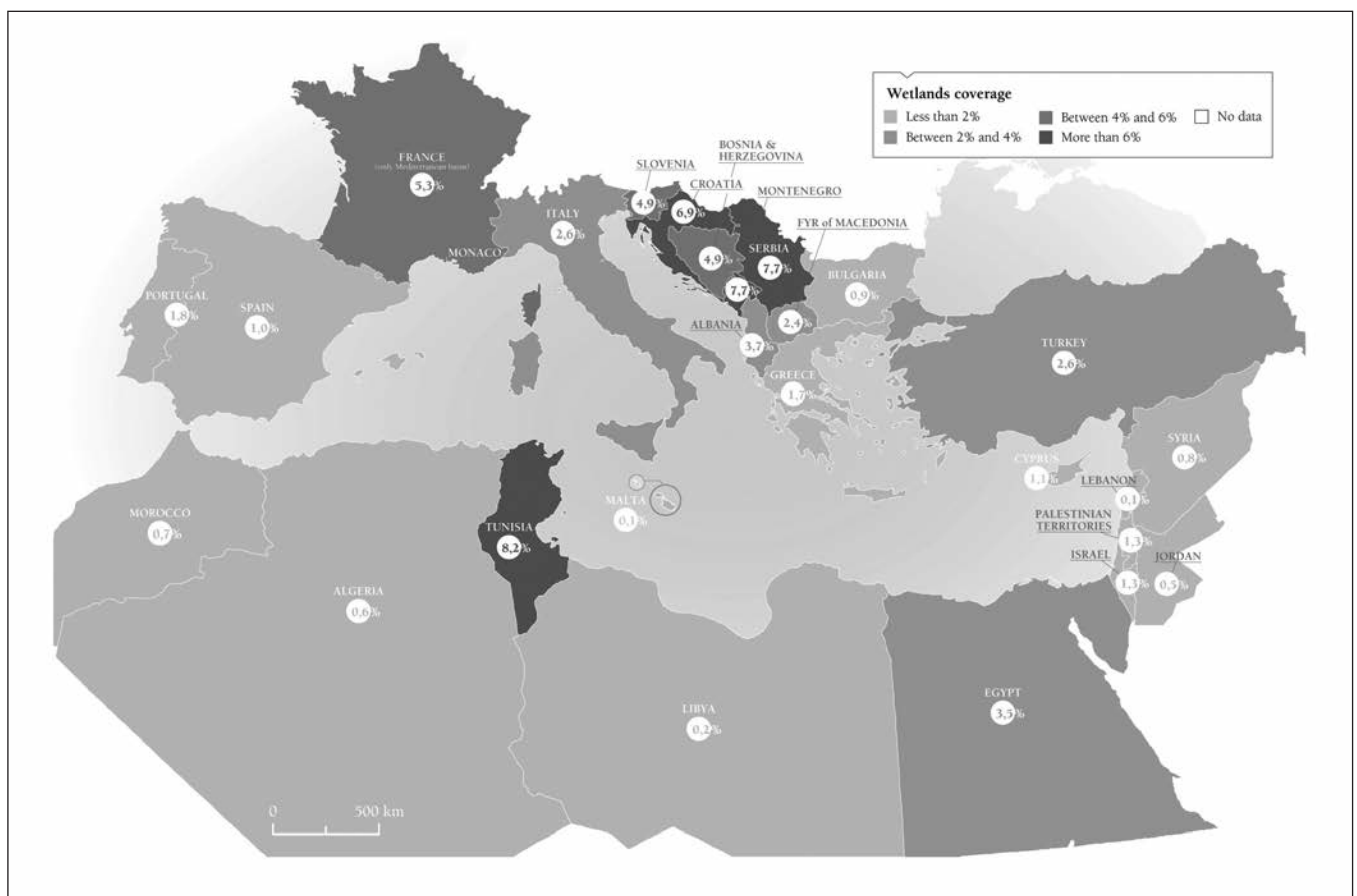 Wetlands coverage
Less than 2%
Between 2% and 4%
Between 4% and 6%
More than 6%
No data
FRANCE
(only Mediterranean basin)
5,3%
MONACO
ITALY
2,6%
SLOVENIA
4,9%
BOSNIA &
HERZEGOVINA
4,9%
CROATIA
6,9%
MONTENEGRO
7,7%
FYR of MACEDONIA
2,4%
SERBIA
7,7%
BULGARIA
0,9%
PORTUGAL
1,8%
SPAIN
1,0%
ALBANIA
3,7%
GREECE
1,7%
TURKEY
2,6%
SYRIA
0,8%
CYPRUS
1,1%
LEBANON
0,1%
PALESTINIAN
TERRITORIES
1,3%
ISRAEL
1,3%
JORDAN
0,5%
MALTA
0,1%
MOROCCO
0,7%
TUNISIA
8,2%
ALGERIA
0,6%
LIBYA
0,2%
EGYPT
3,5%
0 500 km